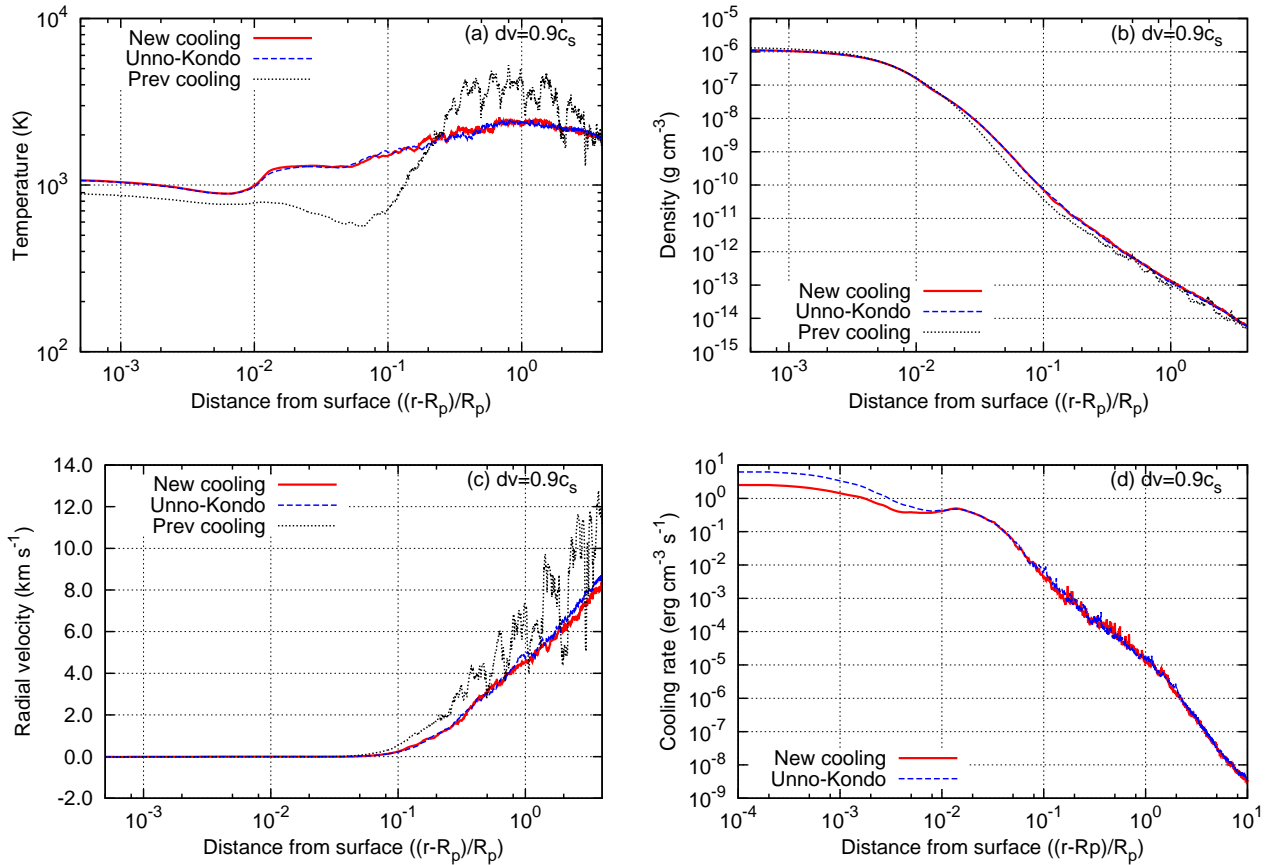 (a) dv=0.9c_s
New cooling
Unno-Kondo
Prev cooling
10^4
10^3
10^2
Temperature (K)
10^-3 10^-2 10^-1 10^0
Distance from surface ((r-R_p)/R_p)
(b) dv=0.9c_s
10^-5
10^-6
10^-7
10^-8
10^-9
10^-10
10^-11
10^-12
10^-13
10^-14
10^-15
Density (g cm^-3)
New cooling
Unno-Kondo
Prev cooling
10^-3 10^-2 10^-1 10^0
Distance from surface ((r-R_p)/R_p)
(c) dv=0.9c_s
New cooling
Unno-Kondo
Prev cooling
14.0
12.0
10.0
8.0
6.0
4.0
2.0
0.0
-2.0
Radial velocity (km s^-1)
10^-3 10^-2 10^-1 10^0
Distance from surface ((r-R_p)/R_p)
(d) dv=0.9c_s
10^1
10^0
10^-1
10^-2
10^-3
10^-4
10^-5
10^-6
10^-7
10^-8
10^-9
Cooling rate (erg cm^-3 s^-1)
New cooling
Unno-Kondo
10^-4 10^-3 10^-2 10^-1 10^0 10^1
Distance from surface ((r-Rp)/R_p)